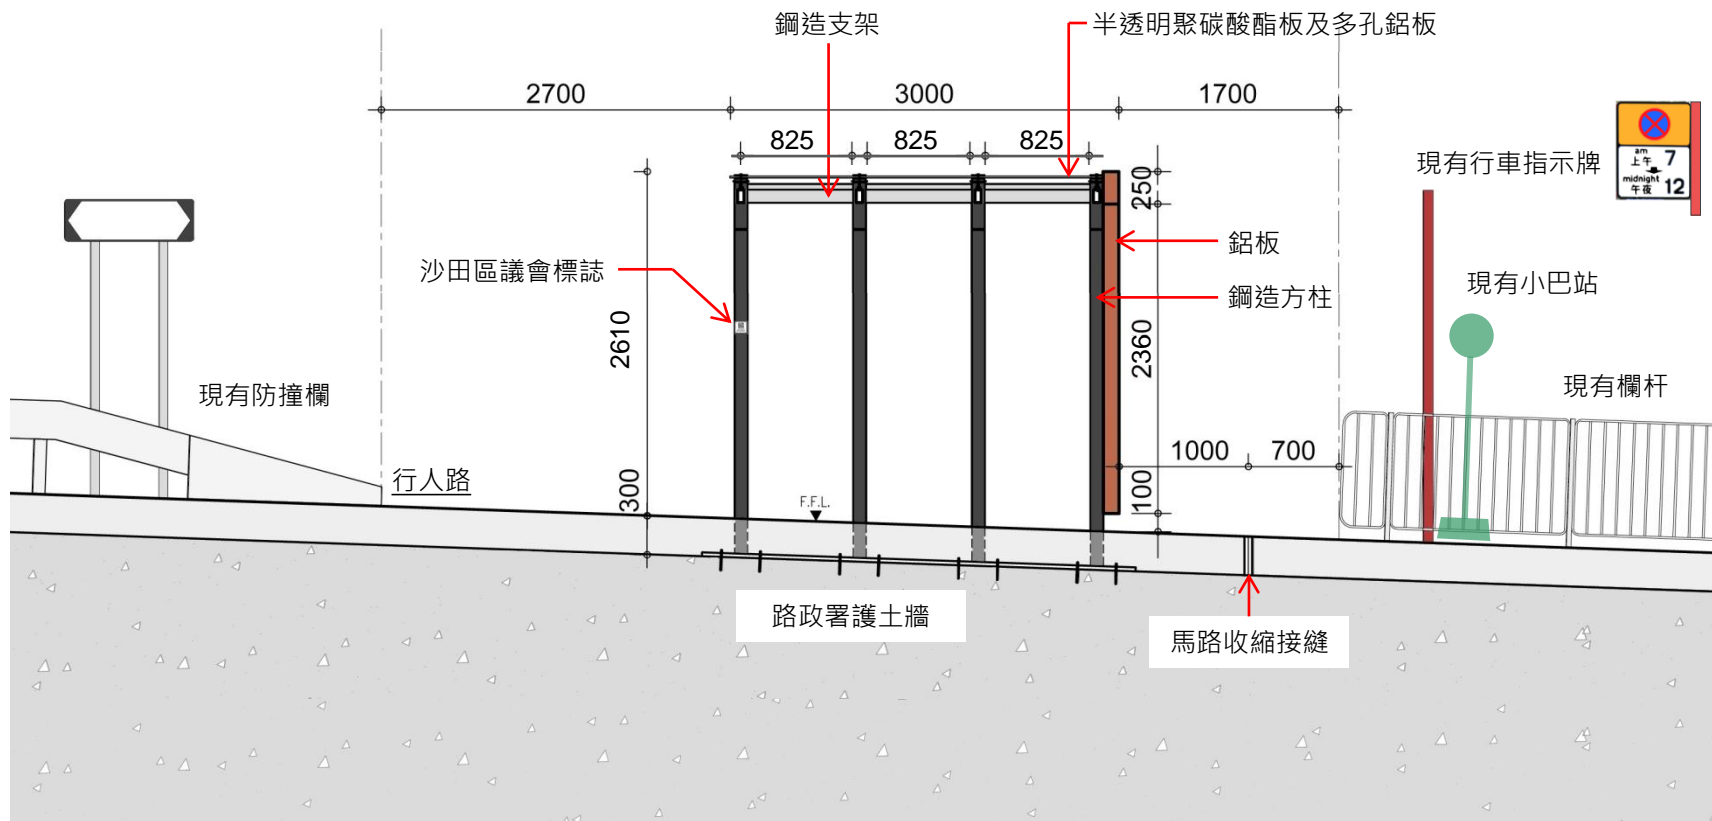 鋼造支架
半透明聚碳酸酯板及多孔鋁板
2700
3000
1700
825
825
825
現有行車指示牌
am
上午 7
midnight
午夜 12
250
鋁板
沙田區議會標誌
鋼造方柱
現有小巴站
2610
2360
現有防撞欄
現有欄杆
1000
700
行人路
300
F.F.L.
100
路政署護土牆
馬路收縮接縫